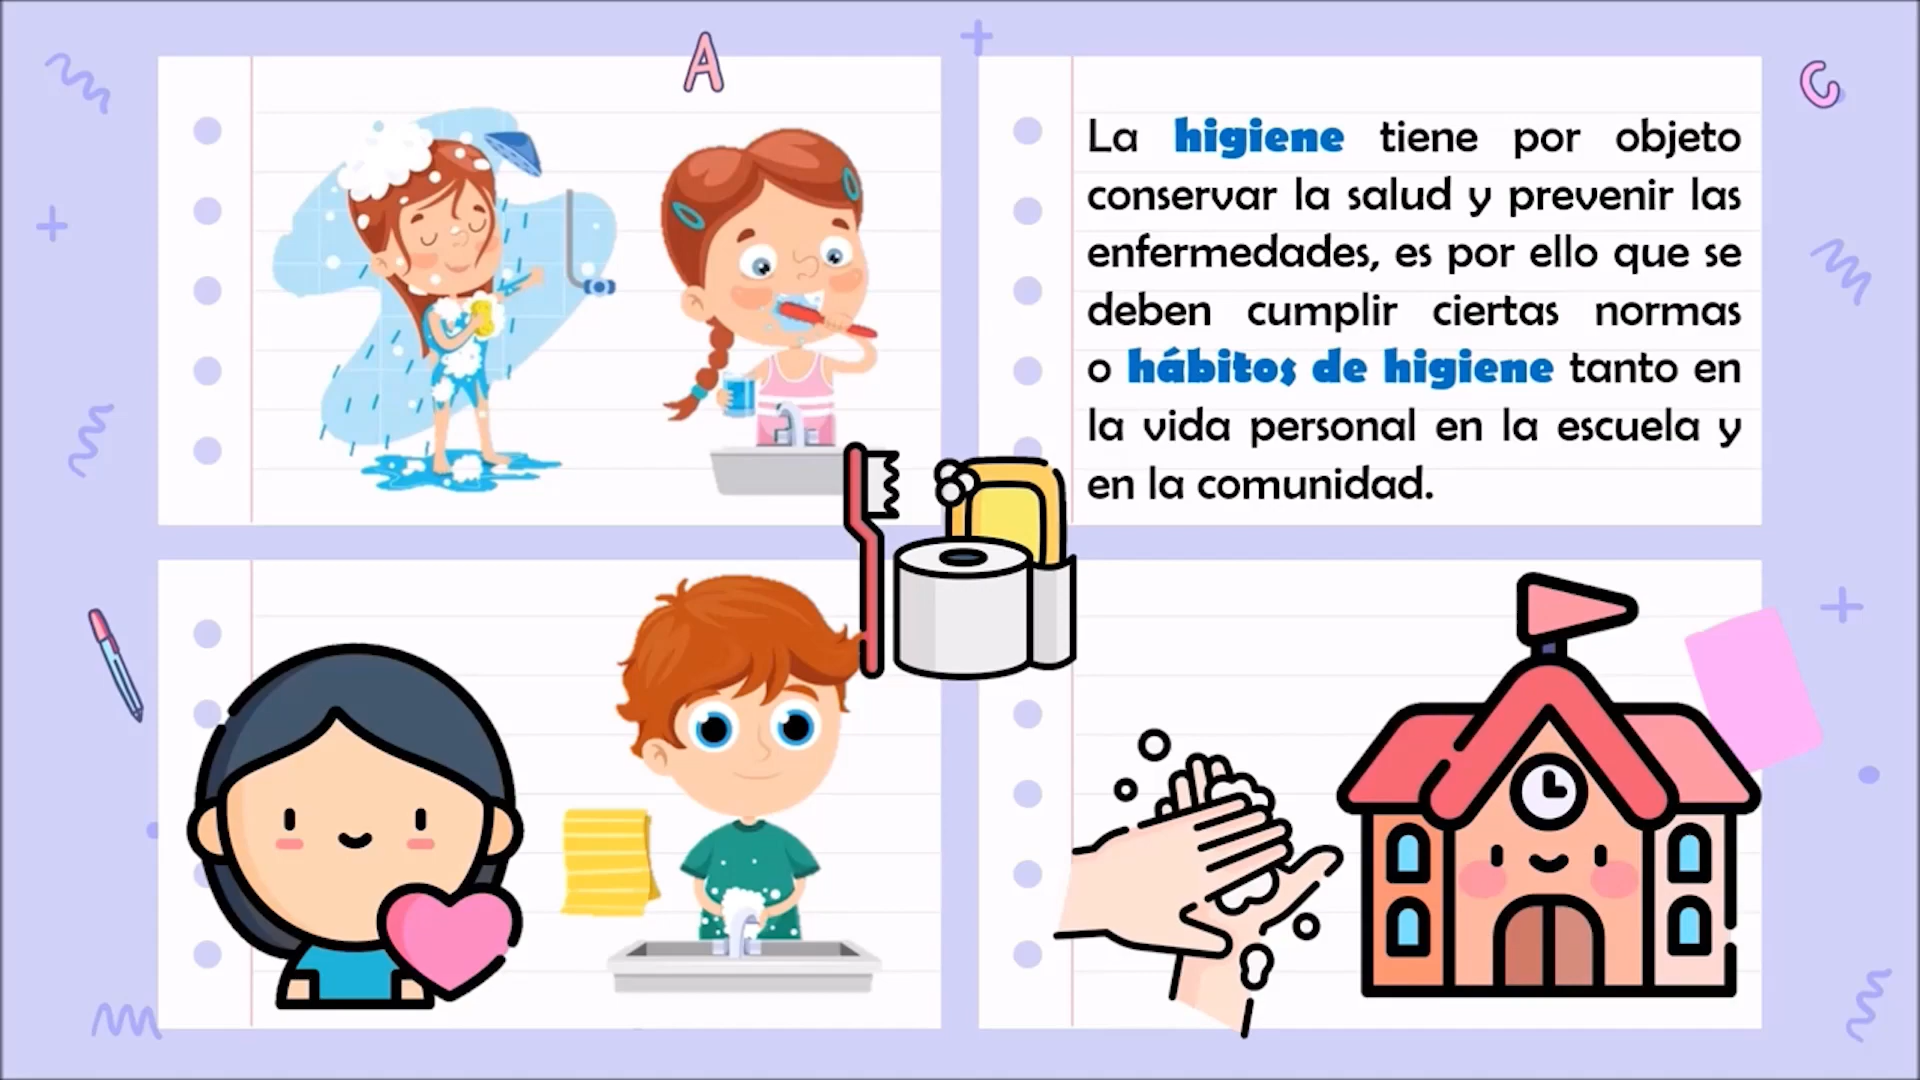 A
C
La higiene tiene por objeto
conservar la salud y prevenir las
enfermedades, es por ello que se
deben cumplir ciertas normas
o hábitos de higiene tanto en
la vida personal en la escuela y
en la comunidad.